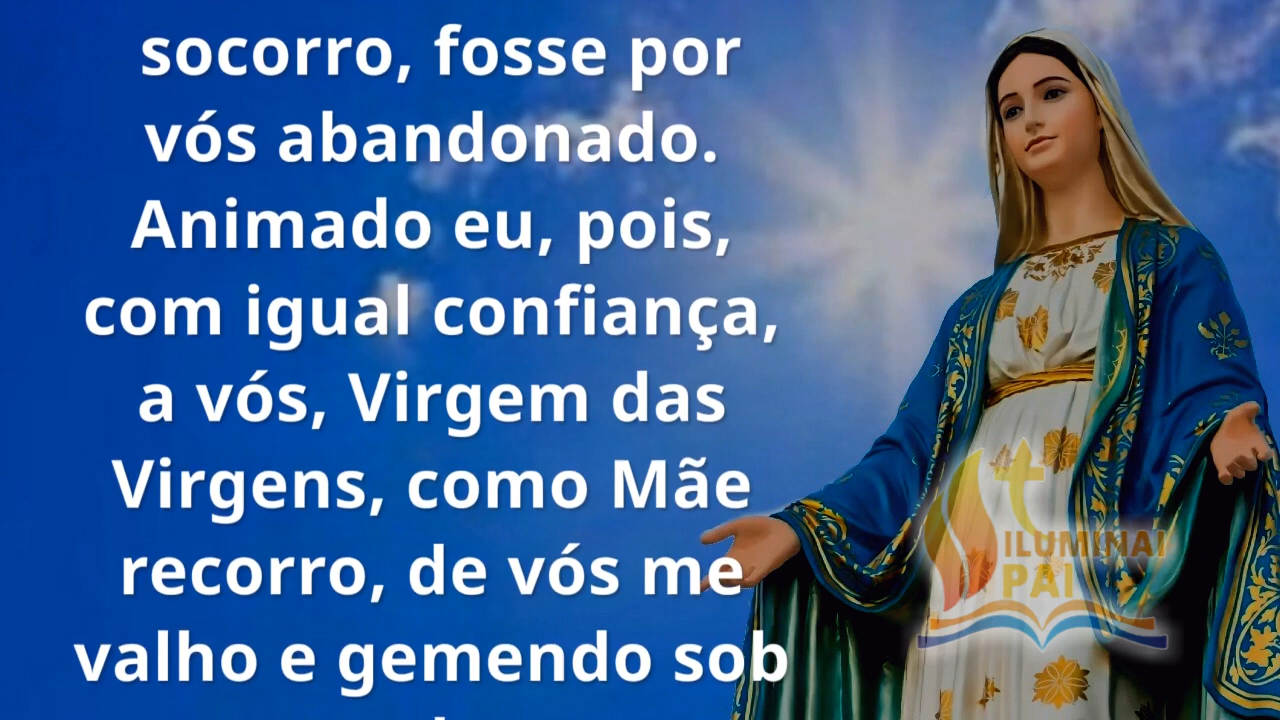 socorro, fosse por
vós abandonado.
Animado eu, pois,
com igual confiança,
a vós, Virgem das
Virgens, como Mãe
recorro, de vós me
valho e gemendo sob
ILUMINAI
PAI